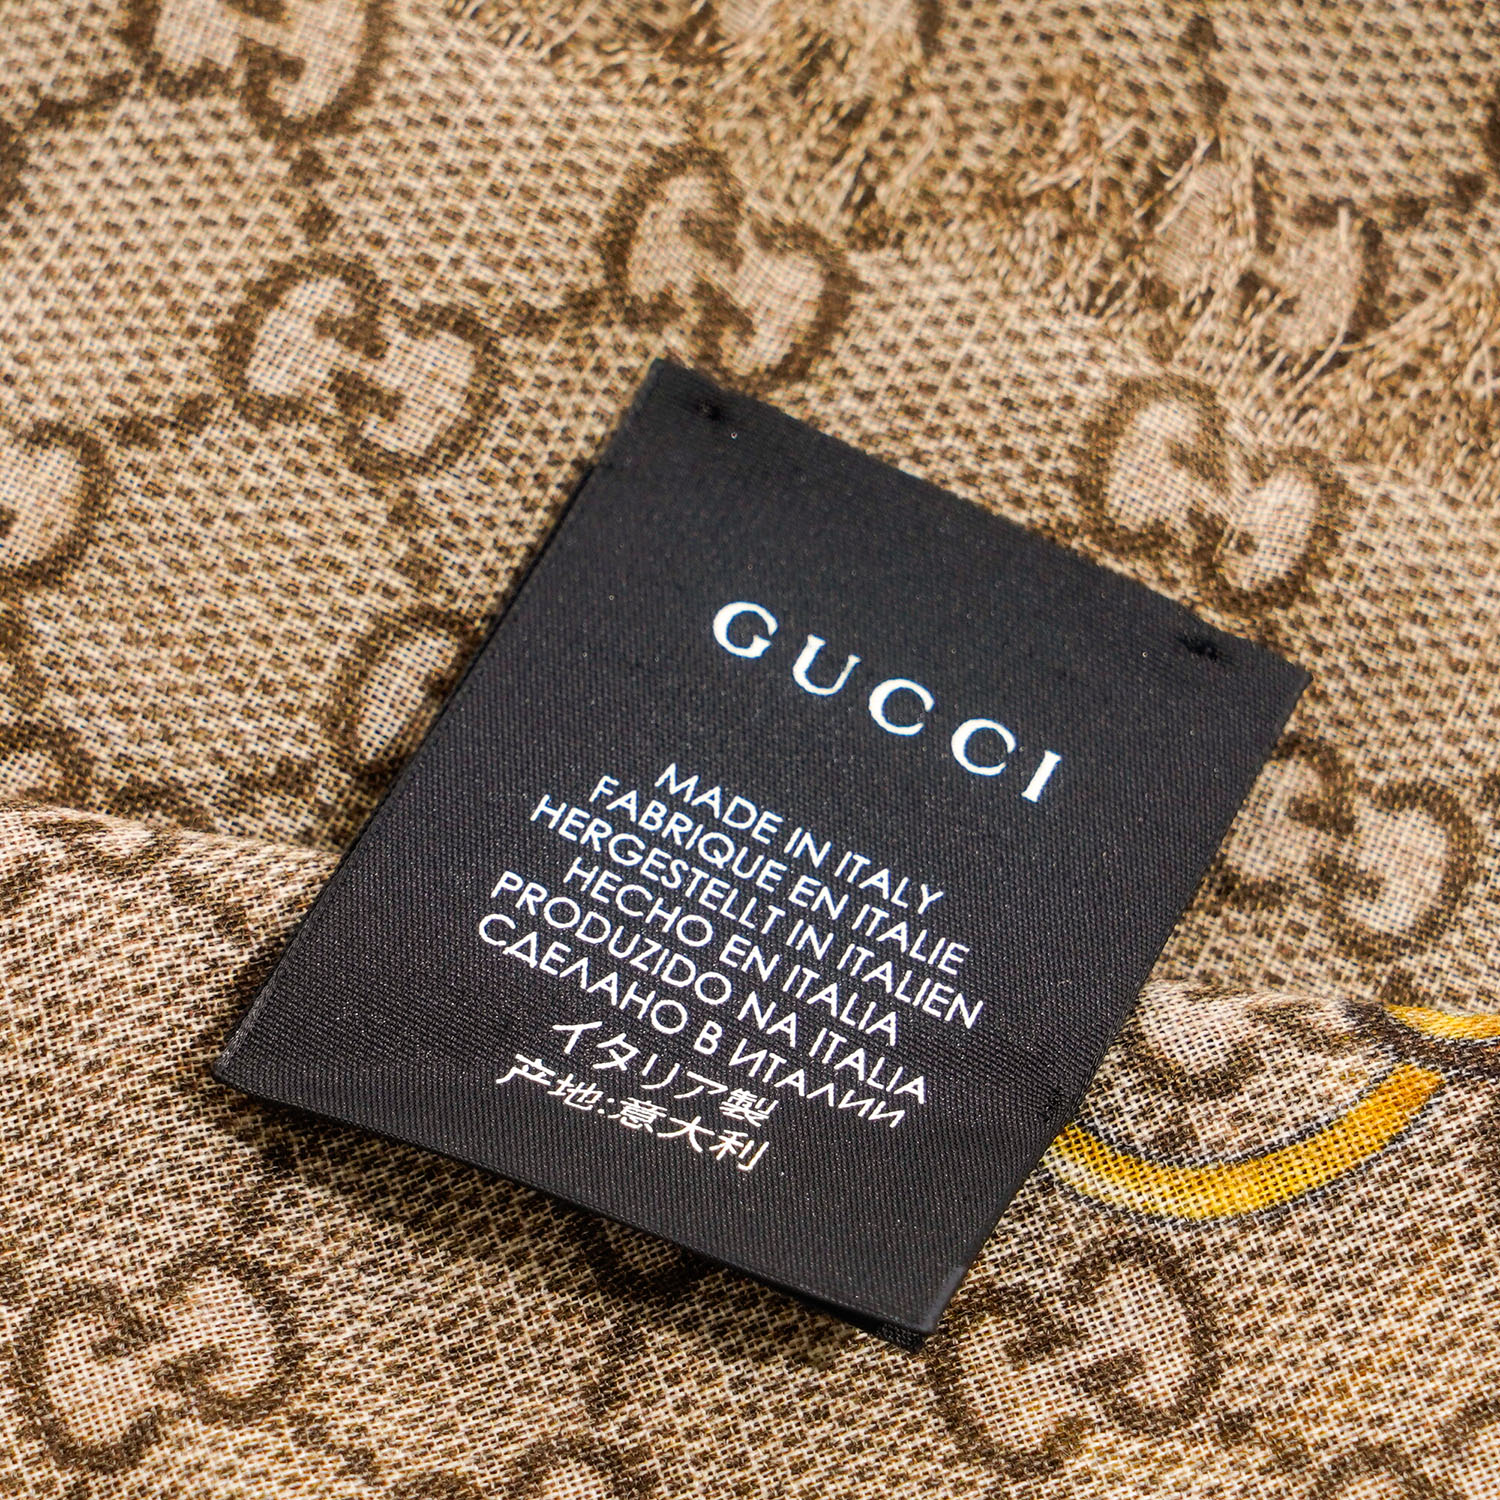 GUCCI
MADE IN ITALY
FABRIQUE EN ITALIE
HERGESTELLT IN ITALIEN
HECHO EN ITALIA
PRODUZIDO NA ITALIA
СДЕЛАНО В ИТАЛИИ
イタリア製
产地:意大利